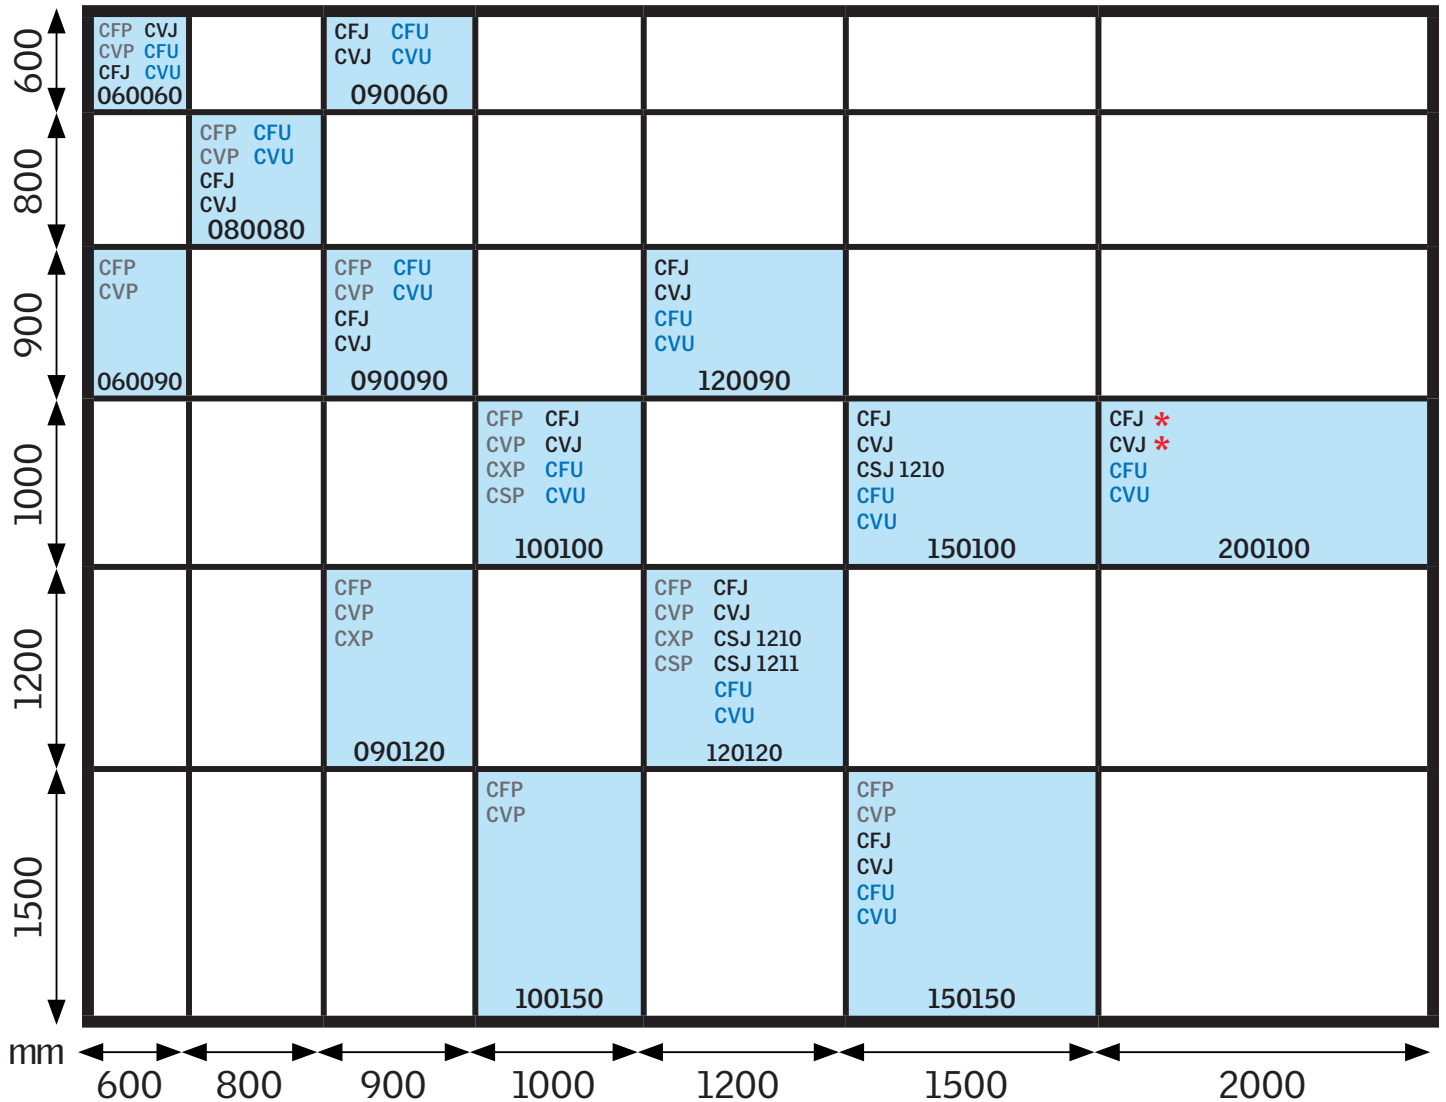 600
CFP CVJ
CVP CFU
CFJ CVU
060060
CFJ CFU
CVJ CVU
090060
800
CFP CFU
CVP CVU
CFJ
CVJ
080080
900
CFP
CVP
060090
CFP CFU
CVP CVU
CFJ
CVJ
090090
CFJ
CVJ
CFU
CVU
120090
1000
CFP CFJ
CVP CVJ
CXP CFU
CSP CVU
100100
CFJ
CVJ
CSJ 1210
CFU
CVU
150100
CFJ *
CVJ *
CFU
CVU
200100
1200
CFP
CVP
CXP
090120
CFP CFJ
CVP CVJ
CXP CSJ 1210
CSP CSJ 1211
CFU
CVU
120120
1500
CFP
CVP
100150
CFP
CVP
CFJ
CVJ
CFU
CVU
150150
mm
600 800 900 1000 1200 1500 2000